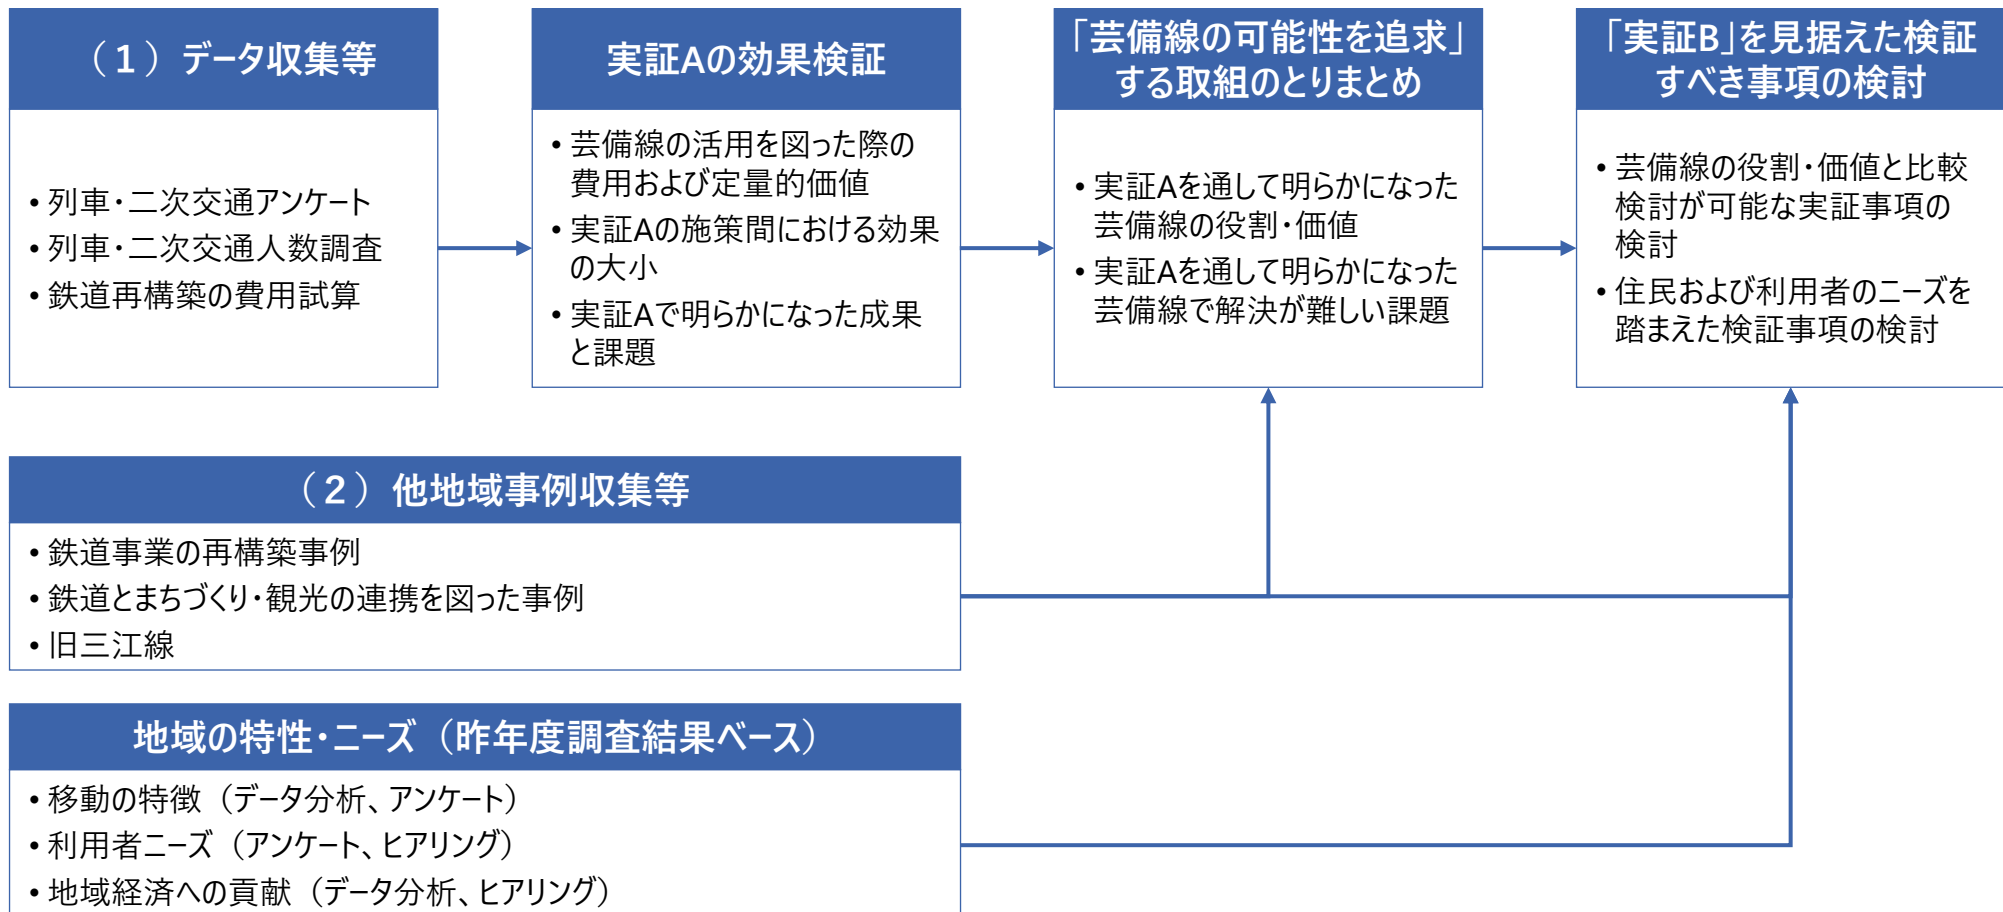 （１）データ収集等
• 列車・二次交通アンケート
• 列車・二次交通人数調査
• 鉄道再構築の費用試算
実証Aの効果検証
• 芸備線の活用を図った際の
費用および定量的価値
• 実証Aの施策間における効果
の大小
• 実証Aで明らかになった成果
と課題
「芸備線の可能性を追求」
する取組のとりまとめ
• 実証Aを通して明らかになった
芸備線の役割・価値
• 実証Aを通して明らかになった
芸備線で解決が難しい課題
「実証B」を見据えた検証
すべき事項の検討
• 芸備線の役割・価値と比較
検討が可能な実証事項の
検討
• 住民および利用者のニーズを
踏まえた検証事項の検討
（２）他地域事例収集等
• 鉄道事業の再構築事例
• 鉄道とまちづくり・観光の連携を図った事例
• 旧三江線
地域の特性・ニーズ（昨年度調査結果ベース）
• 移動の特徴（データ分析、アンケート）
• 利用者ニーズ（アンケート、ヒアリング）
• 地域経済への貢献（データ分析、ヒアリング）